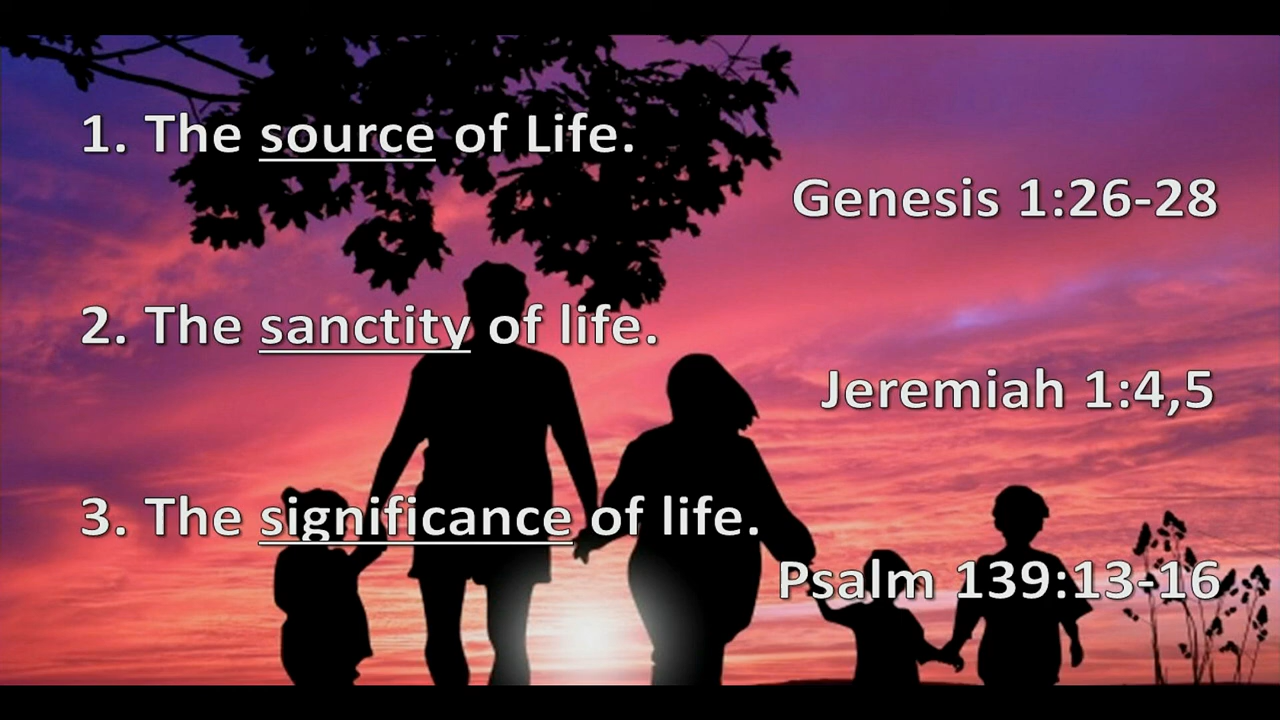 1. The source of Life.
Genesis 1:26-28
2. The sanctity of life.
Jeremiah 1:4,5
3. The significance of life.
Psalm 139:13-16